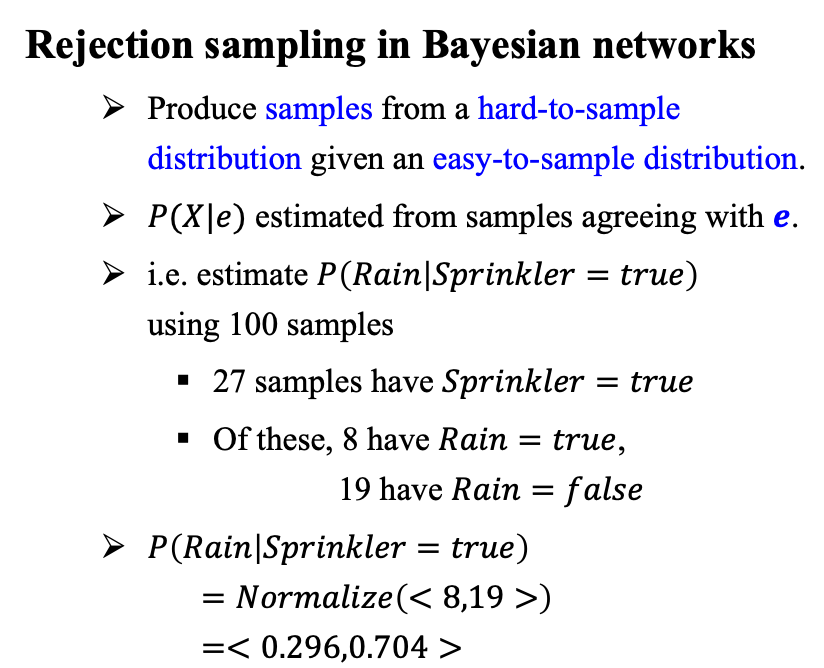 Rejection sampling in Bayesian networks
➢ Produce samples from a hard-to-sample
distribution given an easy-to-sample distribution.
➢ P(X|e) estimated from samples agreeing with e.
➢ i.e. estimate P(Rain|Sprinkler = true)
using 100 samples
▪ 27 samples have Sprinkler = true
▪ Of these, 8 have Rain = true,
19 have Rain = false
➢ P(Rain|Sprinkler = true)
= Normalize(< 8,19 >)
=< 0.296,0.704 >